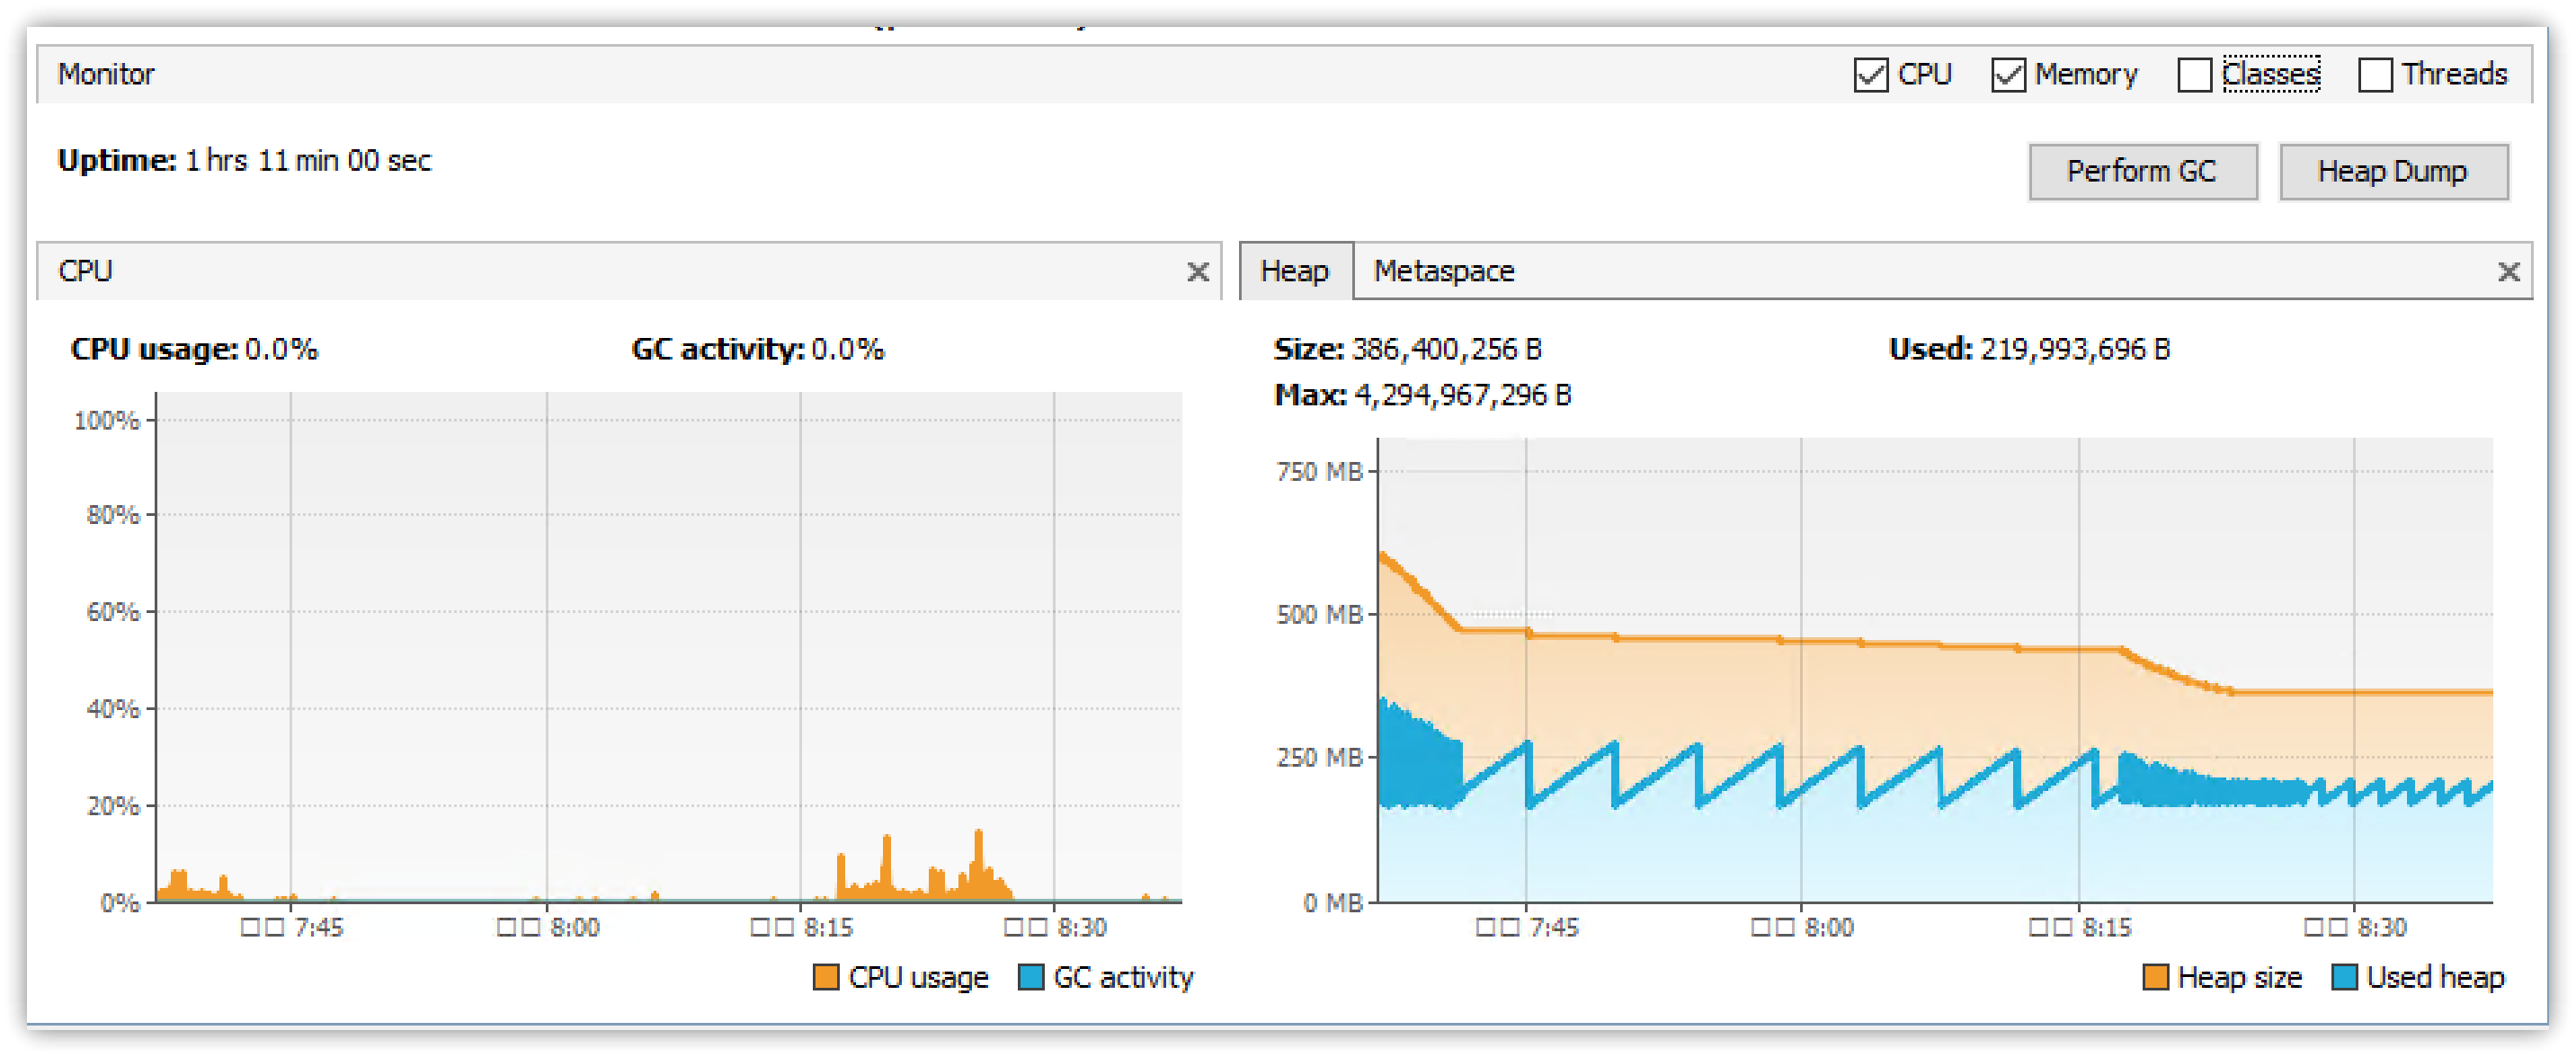 Monitor
CPU Memory Classes Threads
Uptime: 1 hrs 11 min 00 sec
Perform GC Heap Dump
CPU
Heap Metaspace
CPU usage: 0.0% GC activity: 0.0%
100%
80%
60%
40%
20%
0%
7:45 8:00 8:15 8:30
CPU usage GC activity
Size: 386,400,256 B Used: 219,993,696 B
Max: 4,294,967,296 B
750 MB
500 MB
250 MB
0 MB
7:45 8:00 8:15 8:30
Heap size Used heap